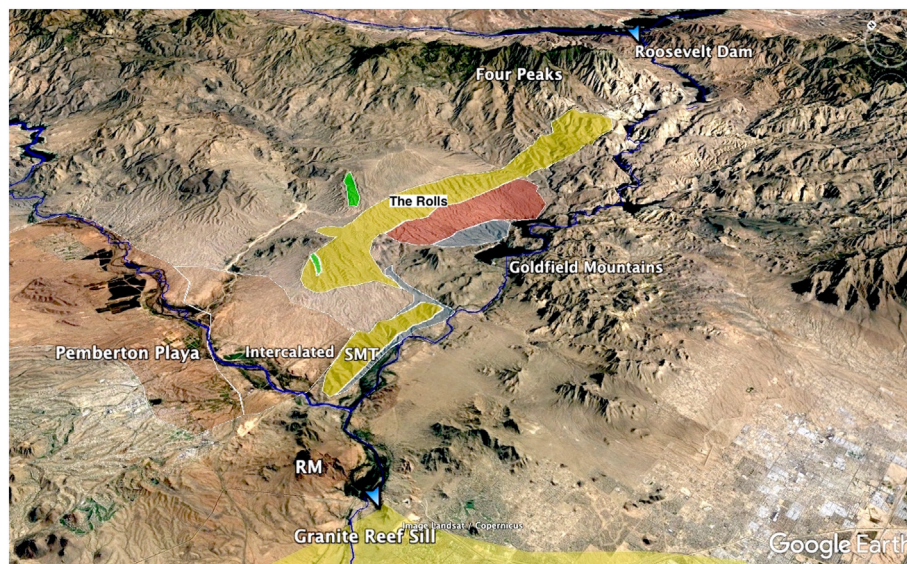 Roosevelt Dam
Four Peaks
The Rolls
Goldfield Mountains
Pemberton Playa
Intercalated
SMT
RM
Image Landsat / Copernicus
Granite Reef Sill
Google Earth